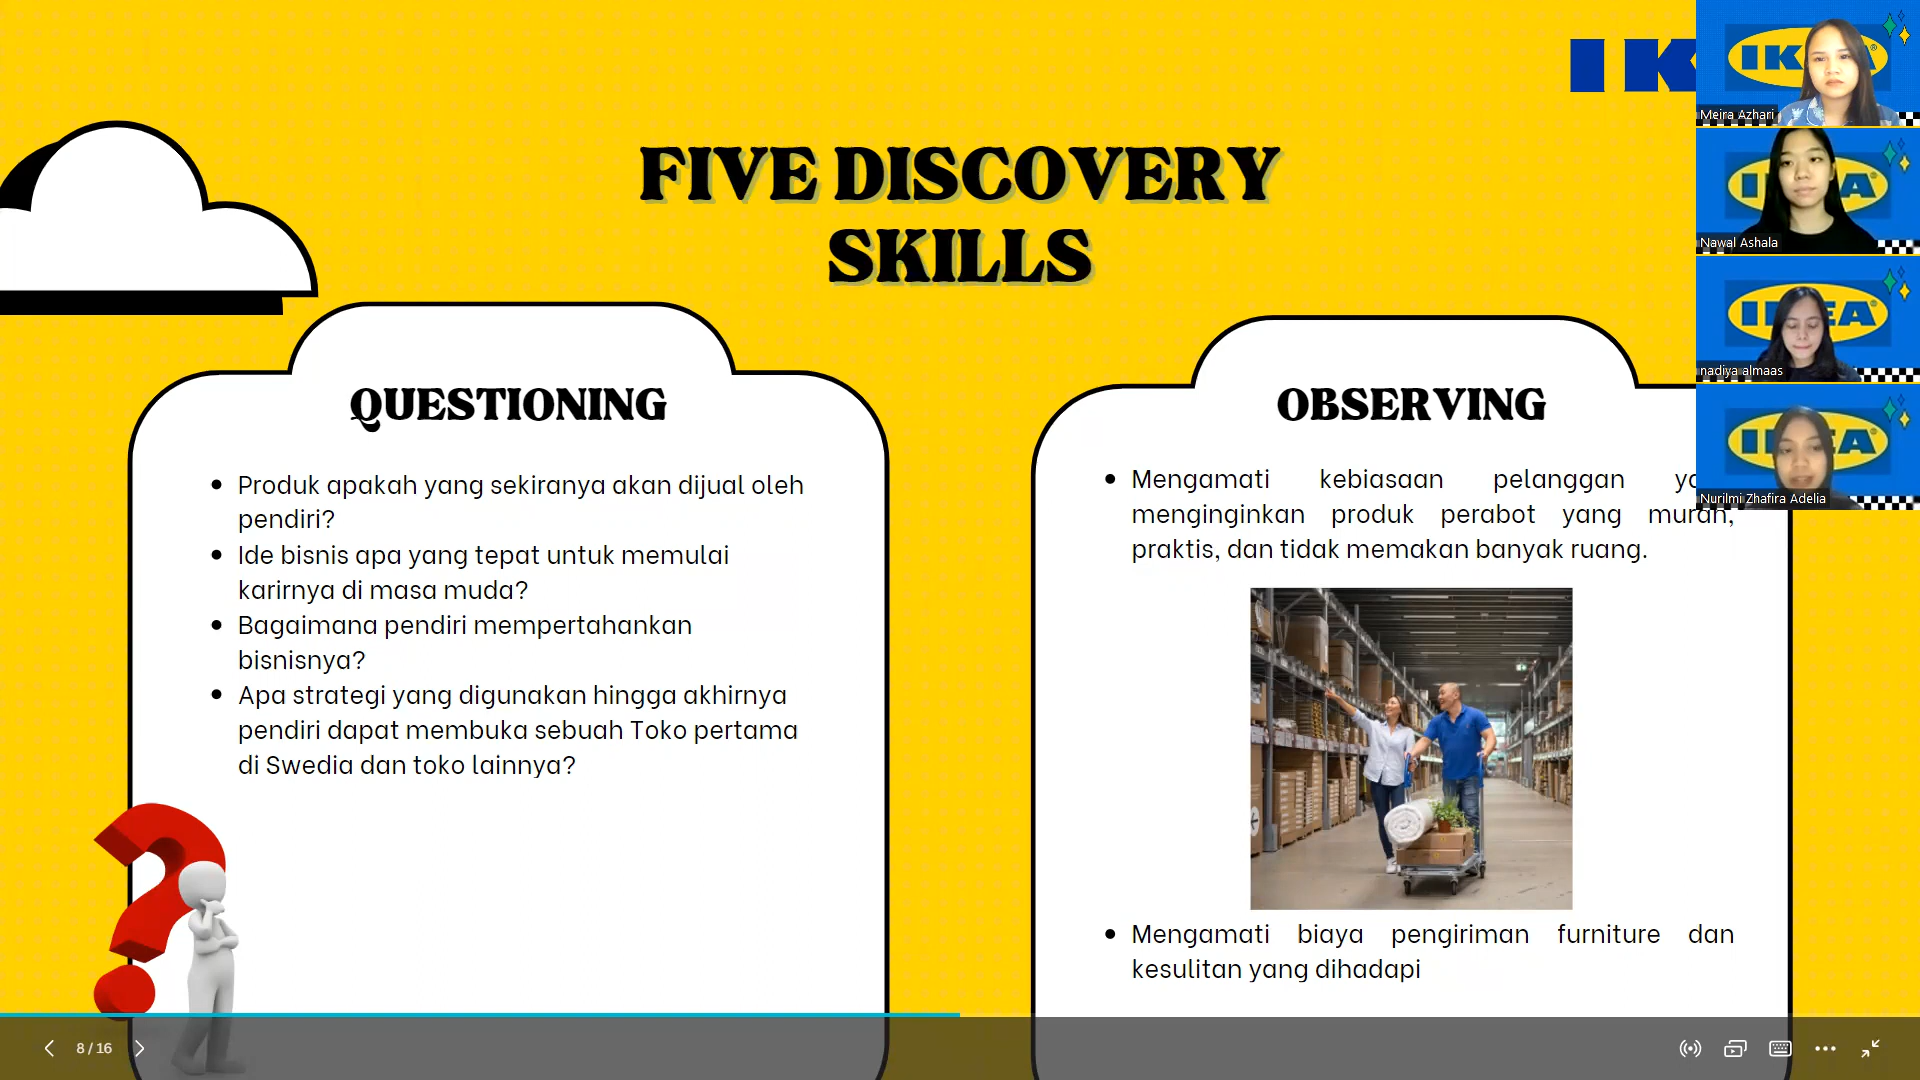 IK
FIVE DISCOVERY
SKILLS
QUESTIONING
Produk apakah yang sekiranya akan dijual oleh
pendiri?
Ide bisnis apa yang tepat untuk memulai
karirnya di masa muda?
Bagaimana pendiri mempertahankan
bisnisnya?
Apa strategi yang digunakan hingga akhirnya
pendiri dapat membuka sebuah Toko pertama
di Swedia dan toko lainnya?
OBSERVING
Mengamati kebiasaan pelanggan
menginginkan produk perabot yang murah,
praktis, dan tidak memakan banyak ruang.
Mengamati biaya pengiriman furniture dan
kesulitan yang dihadapi
Meira Azhari
Nawal Ashala
nadiya almaas
Nurilmi Zhafira Adelia
8 / 16